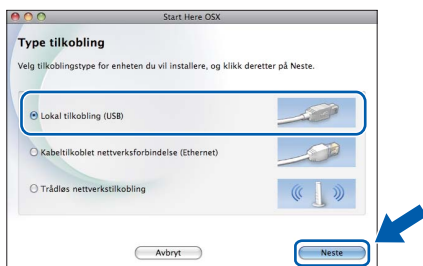 Start Here OSX
Type tilkobling
Velg tilkoblingstype for enheten du vil installere, og klikk deretter på Neste.
Lokal tilkobling (USB)
Kabeltilkoblet nettverksforbindelse (Ethernet)
Trådløs nettverkstilkobling
Avbryt
Neste